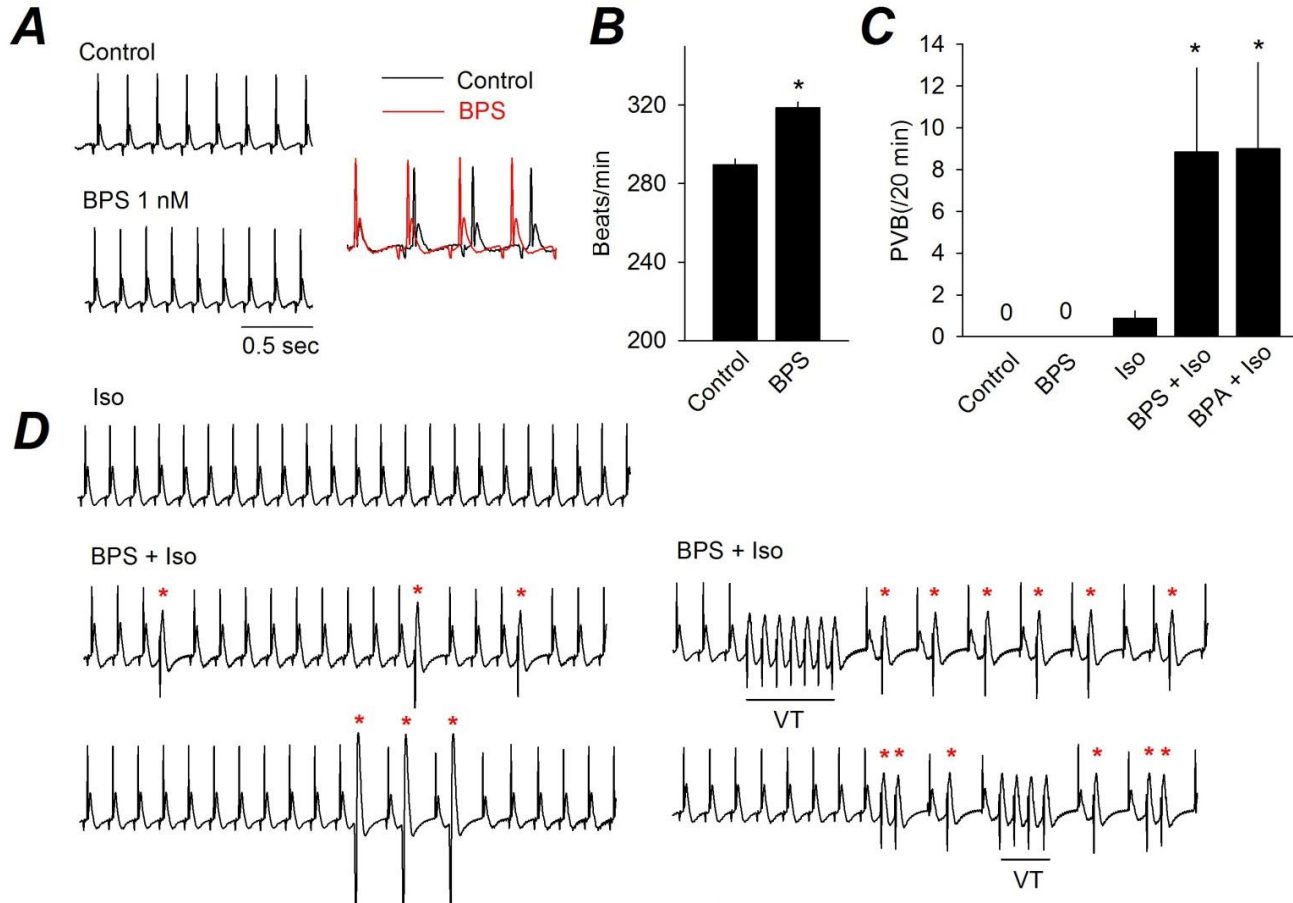 A
Control
BPS 1 nM
0.5 sec
Control
BPS
B
Beats/min
320
280
240
200
*
Control
BPS
C
PVB(/20 min)
14
12
10
8
6
4
2
0
0
0
*
*
Control
BPS
Iso
BPS + Iso
BPA + Iso
D
Iso
BPS + Iso
* * *
* * *
BPS + Iso
* * * * * *
VT
* * * * * *
VT